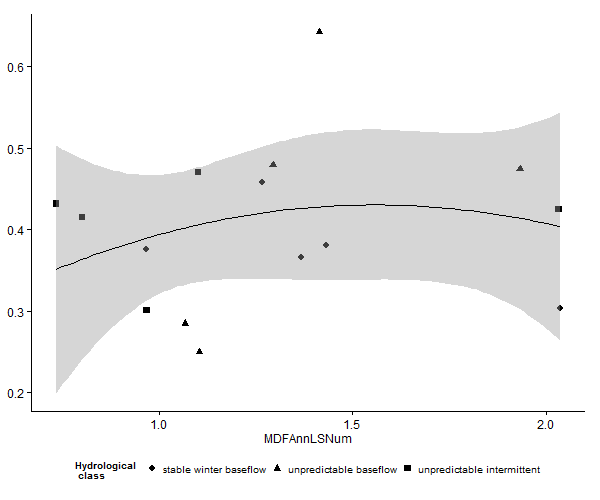 0.6
0.5
0.4
0.3
0.2
1.0 1.5 2.0
MDFAnnLSNum
Hydrological
class
stable winter baseflow unpredictable baseflow unpredictable intermittent